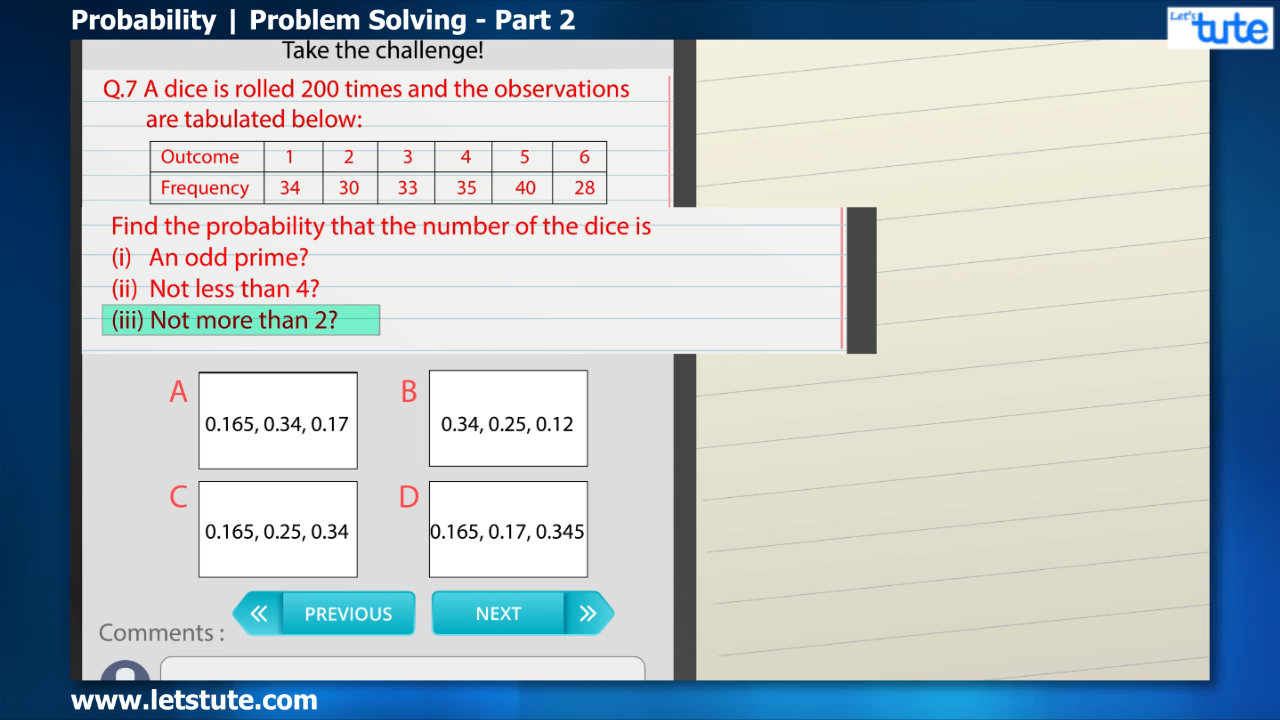 Probability | Problem Solving - Part 2
Let's
tute
Take the challenge!
Q.7 A dice is rolled 200 times and the observations
are tabulated below:
Outcome 1 2 3 4 5 6
Frequency 34 30 33 35 40 28
Find the probability that the number of the dice is
(i) An odd prime?
(ii) Not less than 4?
(iii) Not more than 2?
A
0.165, 0.34, 0.17
B
0.34, 0.25, 0.12
C
0.165, 0.25, 0.34
D
0.165, 0.17, 0.345
« PREVIOUS
NEXT »
Comments :
www.letstute.com